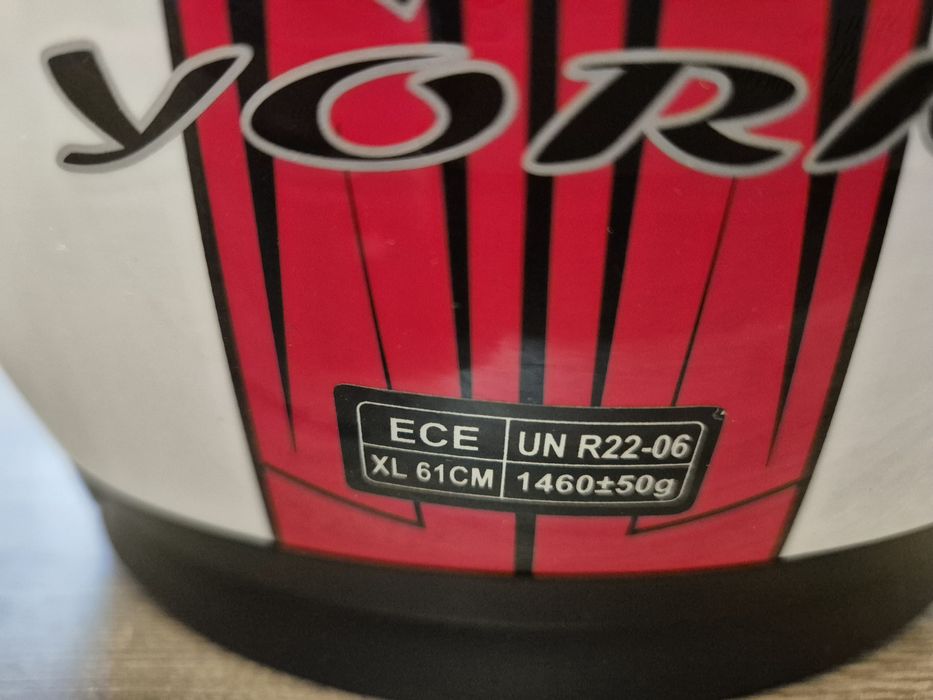 YORK
ECE UN R22-06
XL 61CM 1460±50g